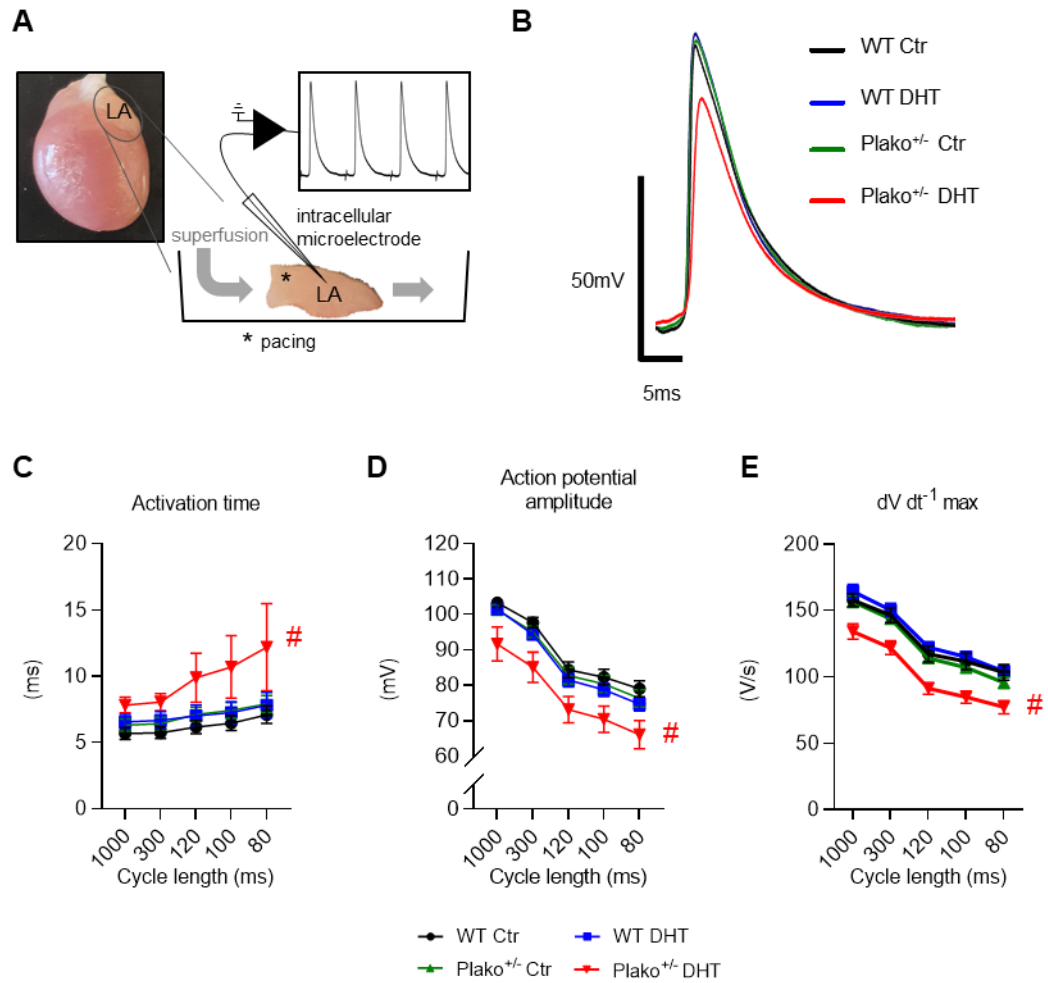 A
LA
superfusion
intracellular
microelectrode
*
LA
* pacing
B
WT Ctr
WT DHT
Plako+/- Ctr
Plako+/- DHT
50mV
5ms
C
Activation time
(ms)
20
15
10
5
0
#
1000
300
120
100
80
Cycle length (ms)
D
Action potential
amplitude
(mV)
120
110
100
90
80
70
60
0
#
1000
300
120
100
80
Cycle length (ms)
E
dV dt-1 max
(V/s)
200
150
100
50
0
#
1000
300
120
100
80
Cycle length (ms)
WT Ctr
WT DHT
Plako+/- Ctr
Plako+/- DHT